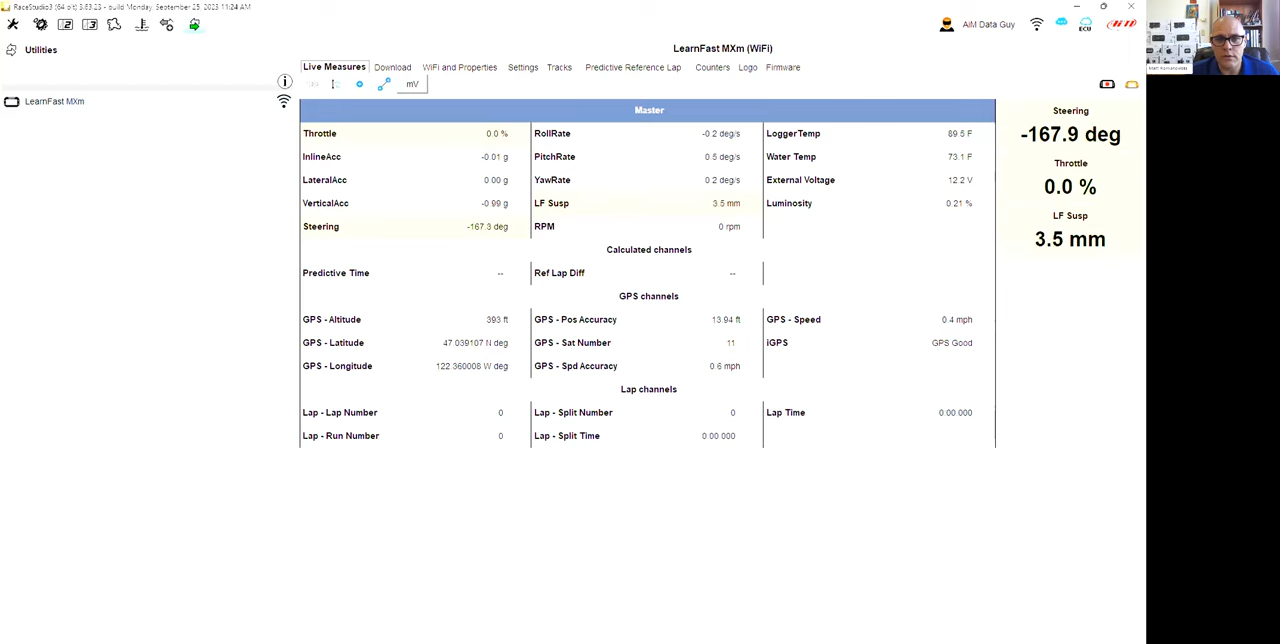 RaceStudio3 (64 bit) 3.63.23 - build Monday, September 25, 2023 11:24 AM
AiM Data Guy
ECU
AiM
Utilities
LearnFast MXm (WiFi)
Live Measures Download WiFi and Properties Settings Tracks Predictive Reference Lap Counters Logo Firmware
mV
LearnFast MXm
Master
Throttle 0.0 % RollRate -0.2 deg/s LoggerTemp 89.5 F
InlineAcc -0.01 g PitchRate 0.5 deg/s Water Temp 73.1 F
LateralAcc 0.00 g YawRate 0.2 deg/s External Voltage 12.2 V
VerticalAcc -0.99 g LF Susp 3.5 mm Luminosity 0.21 %
Steering -167.3 deg RPM 0 rpm
Calculated channels
Predictive Time -- Ref Lap Diff --
GPS channels
GPS - Altitude 393 ft GPS - Pos Accuracy 13.94 ft GPS - Speed 0.4 mph
GPS - Latitude 47.039107 N deg GPS - Sat Number 11 iGPS GPS Good
GPS - Longitude 122.360008 W deg GPS - Spd Accuracy 0.6 mph
Lap channels
Lap - Lap Number 0 Lap - Split Number 0 Lap Time 0:00.000
Lap - Run Number 0 Lap - Split Time 0:00.000
Steering
-167.9 deg
Throttle
0.0 %
LF Susp
3.5 mm